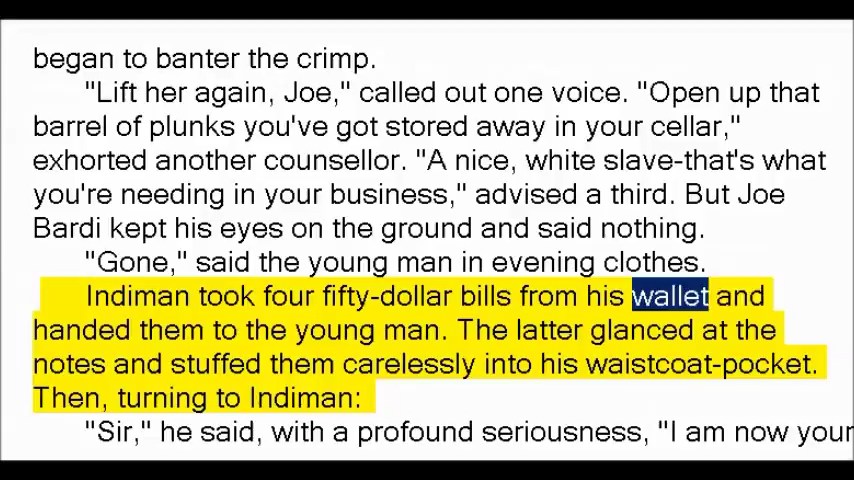 began to banter the crimp.
"Lift her again, Joe," called out one voice. "Open up that
barrel of plunks you've got stored away in your cellar,"
exhorted another counsellor. "A nice, white slave-that's what
you're needing in your business," advised a third. But Joe
Bardi kept his eyes on the ground and said nothing.
"Gone," said the young man in evening clothes.
Indiman took four fifty-dollar bills from his wallet and
handed them to the young man. The latter glanced at the
notes and stuffed them carelessly into his waistcoat-pocket.
Then, turning to Indiman:
"Sir," he said, with a profound seriousness, "I am now your